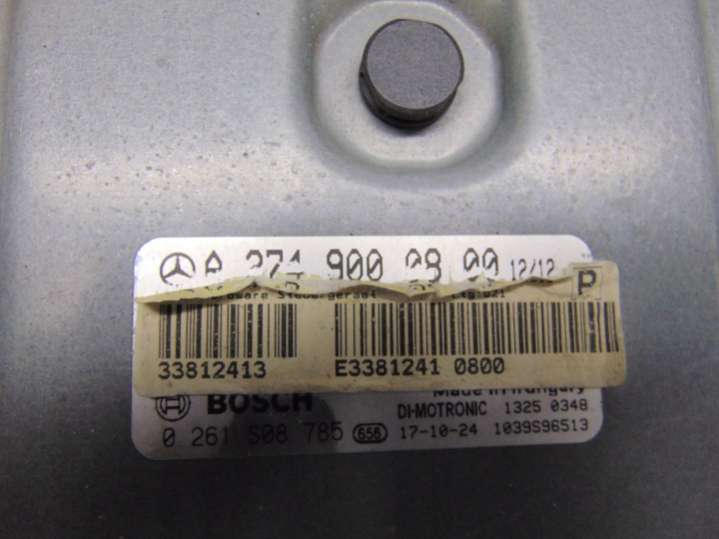 A 274 900 09 00 12/12
P
33812413 E3381241 0800
BOSCH Made in Hungary
DI-MOTRONIC 1325 0348
0 261 S08 785 656 17-10-24 1039S96513